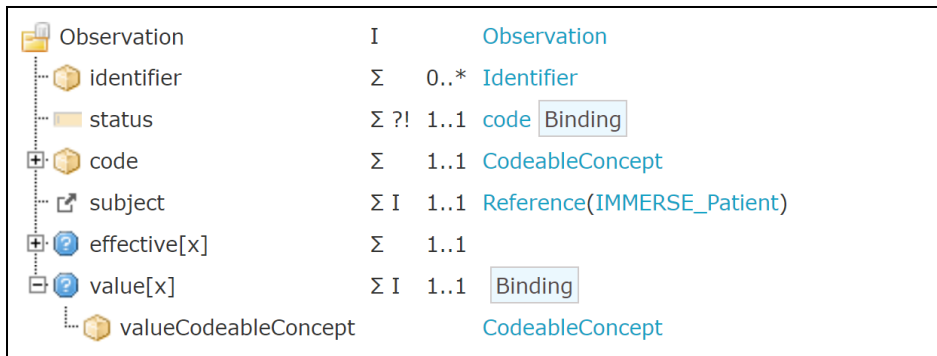 Observation I Observation
identifier Σ 0..* Identifier
status Σ ?! 1..1 code Binding
code Σ 1..1 CodeableConcept
subject Σ I 1..1 Reference(IMMERSE_Patient)
effective[x] Σ 1..1
value[x] Σ I 1..1 Binding
valueCodeableConcept CodeableConcept